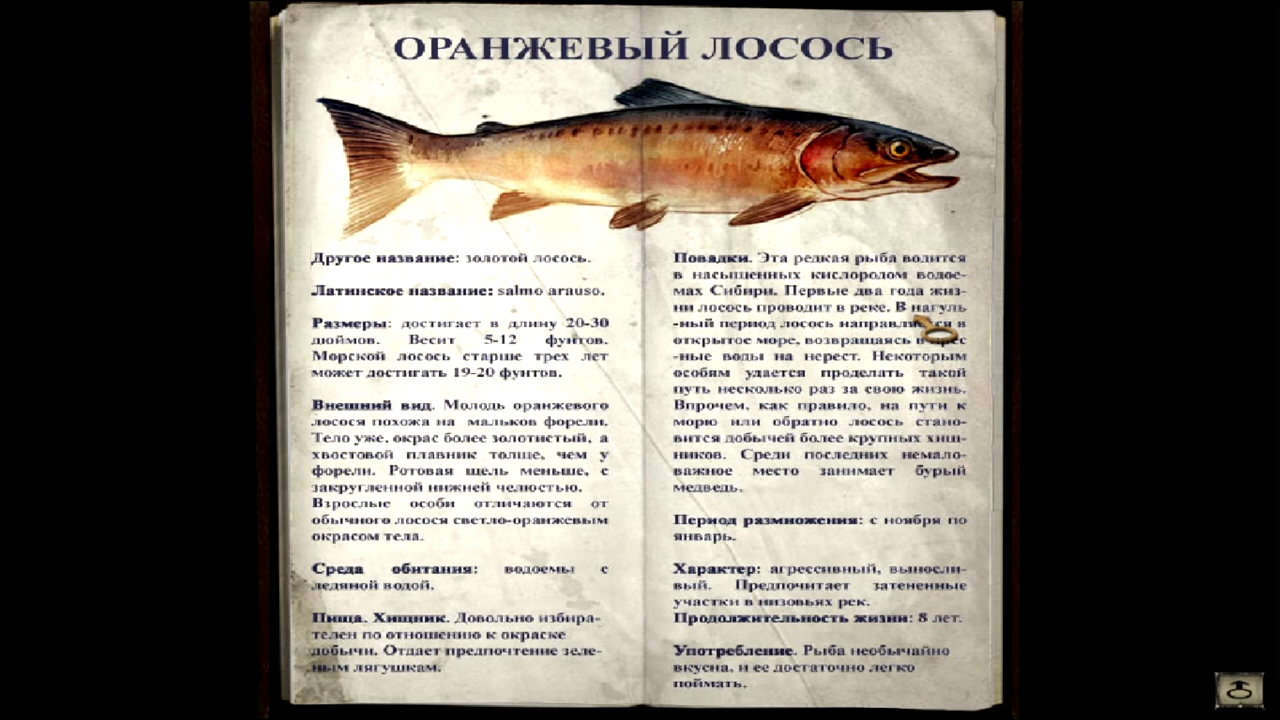 ОРАНЖЕВЫЙ ЛОСОСЬ
Другое название: золотой лосось.
Латинское название: salmo arauso.
Размеры: достигает в длину 20-30
дюймов. Весит 5-12 фунтов.
Морской лосось старше трех лет
может достигать 19-20 фунтов.
Внешний вид. Молодь оранжевого
лосося похожа на мальков форели.
Тело уже, окрас более золотистый, а
хвостовой плавник толще, чем у
форели. Ротовая щель меньше, с
закругленной нижней челюстью.
Взрослые особи отличаются от
обычного лосося светло-оранжевым
окрасом тела.
Среда обитания: водоемы с
ледяной водой.
Пища. Хищник. Довольно избира-
телен по отношению к окраске
добычи. Отдает предпочтение зеле-
ным лягушкам.
Повадки. Эта редкая рыба водится
в насыщенных кислородом водое-
мах Сибири. Первые два года жиз-
ни лосось проводит в реке. В нагуль
-ный период лосось направляется в
открытое море, возвращаясь в прес
-ные воды на нерест. Некоторым
особям удается проделать такой
путь несколько раз за свою жизнь.
Впрочем, как правило, на пути к
морю или обратно лосось стано-
вится добычей более крупных хищ-
ников. Среди последних немало-
важное место занимает бурый
медведь.
Период размножения: с ноября по
январь.
Характер: агрессивный, выносли-
вый. Предпочитает затененные
участки в низовьях рек.
Продолжительность жизни: 8 лет.
Употребление. Рыба необычайно
вкусна, и ее достаточно легко
поймать.